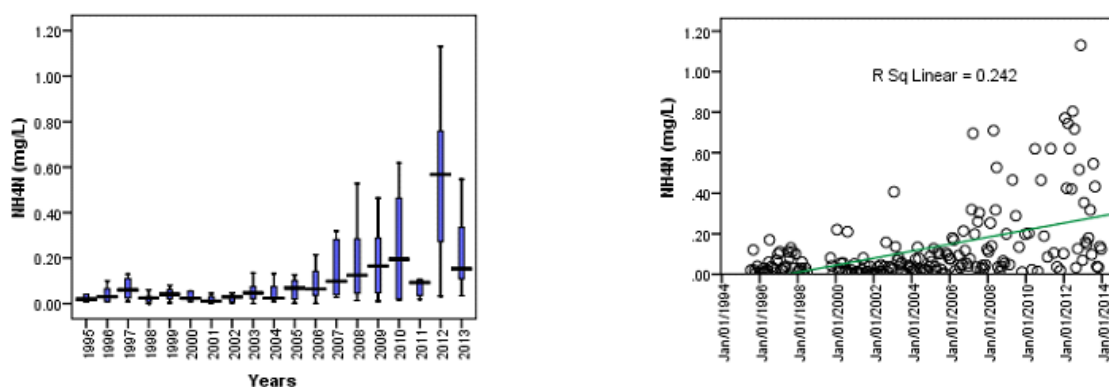 NH4N (mg/L)
1.20
1.00
0.80
0.60
0.40
0.20
0.00
1995
1996
1997
1998
1999
2000
2001
2002
2003
2004
2005
2006
2007
2008
2009
2010
2011
2012
2013
Years
NH4N (mg/L)
1.20
1.00
.80
.60
.40
.20
.00
R Sq Linear = 0.242
Jan/01/1994
Jan/01/1996
Jan/01/1998
Jan/01/2000
Jan/01/2002
Jan/01/2004
Jan/01/2006
Jan/01/2008
Jan/01/2010
Jan/01/2012
Jan/01/2014